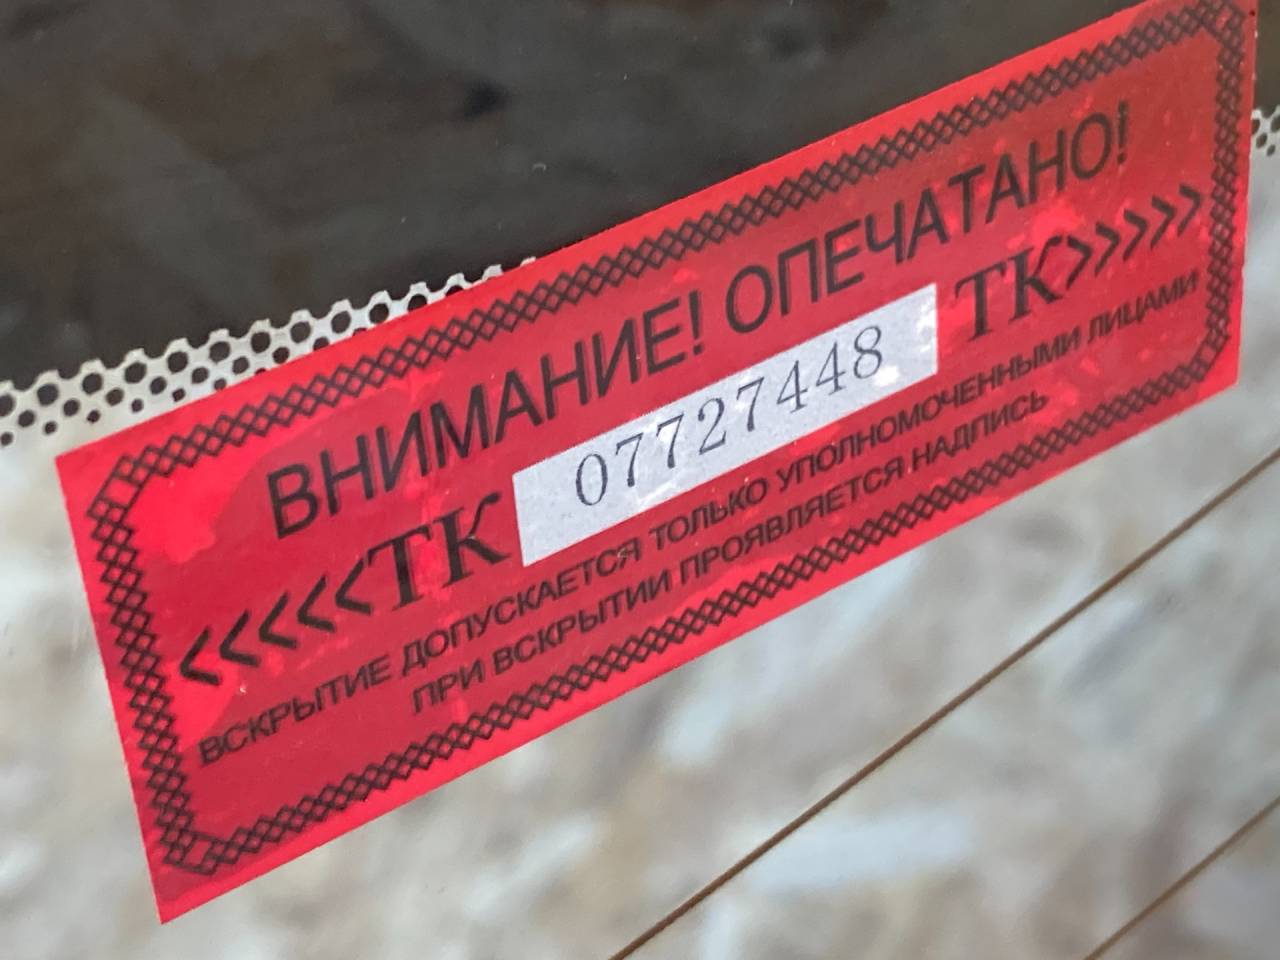 ВНИМАНИЕ! ОПЕЧАТАНО!
<<<<<ТК 07727448 ТК>>>>>
ВСКРЫТИЕ ДОПУСКАЕТСЯ ТОЛЬКО УПОЛНОМОЧЕННЫМИ ЛИЦАМИ
ПРИ ВСКРЫТИИ ПРОЯВЛЯЕТСЯ НАДПИСЬ